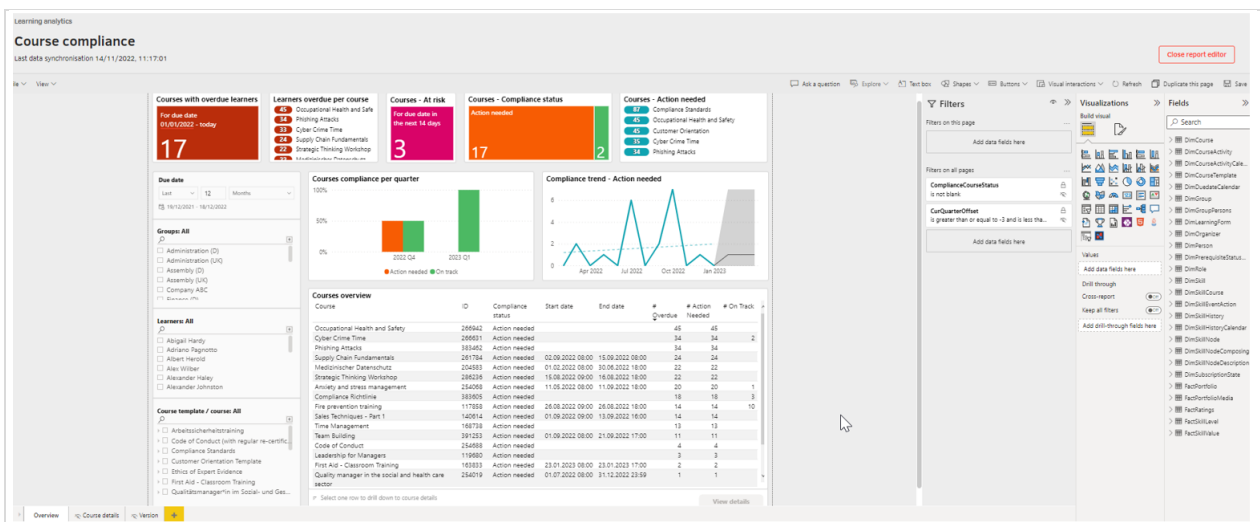 Learning analytics
Course compliance
Last data synchronisation 14/11/2022, 11:17:01
Close report editor
View
Ask a question Explore Text box Shapes Buttons Visual interactions Refresh Duplicate this page Save
Courses with overdue learners
For due date
01/01/2022 - today
17
Learners overdue per course
45 Occupational Health and Safe
34 Phishing Attacks
33 Cyber Crime Time
24 Supply Chain Fundamentals
22 Strategic Thinking Workshop
Courses - At risk
For due date in
the next 14 days
3
Courses - Compliance status
Action needed
17
2
Courses - Action needed
87 Compliance Standards
45 Occupational Health and Safety
45 Customer Orientation
35 Cyber Crime Time
34 Phishing Attacks
Due date
Last 12 Months
19/12/2021 - 18/12/2022
Groups: All
Administration (D)
Administration (UK)
Assembly (D)
Assembly (UK)
Company ABC
Finance (D)
Learners: All
Abigail Hardy
Adriano Pagnotto
Albert Herold
Alex Wilber
Alexander Haley
Alexander Johnston
Course template / course: All
Arbeitssicherheitstraining
Code of Conduct (with regular re-certific...
Compliance Standards
Customer Orientation Template
Ethics of Expert Evidence
First Aid - Classroom Training
Qualitätsmanager*in im Sozial- und Ges...
Courses compliance per quarter
100%
50%
0%
2022 Q4 2023 Q1
Action needed On track
Compliance trend - Action needed
6
4
2
0
Apr 2022 Jul 2022 Oct 2022 Jan 2023
Courses overview
Course ID Compliance status Start date End date # Overdue # Action Needed # On Track
Occupational Health and Safety 266942 Action needed 45 45
Cyber Crime Time 266631 Action needed 34 34 2
Phishing Attacks 383462 Action needed 34 34
Supply Chain Fundamentals 261784 Action needed 02.09.2022 08:00 15.09.2022 08:00 24 24
Medizinischer Datenschutz 204583 Action needed 01.02.2022 08:00 30.06.2022 18:00 22 22
Strategic Thinking Workshop 286236 Action needed 15.08.2022 09:00 16.08.2022 18:00 22 22
Anxiety and stress management 254068 Action needed 11.05.2022 08:00 11.09.2022 18:00 20 20 1
Compliance Richtlinie 383605 Action needed 18 18 3
Fire prevention training 117858 Action needed 26.08.2022 09:00 26.08.2022 18:00 14 14 10
Sales Techniques - Part 1 140614 Action needed 01.09.2022 09:00 13.09.2022 16:00 14 14
Time Management 168738 Action needed 13 13
Team Building 391253 Action needed 01.09.2022 08:00 21.09.2022 17:00 11 11
Code of Conduct 254688 Action needed 4 4
Leadership for Managers 119680 Action needed 3 3
First Aid - Classroom Training 163833 Action needed 23.01.2023 08:00 23.01.2023 17:00 2 2
Quality manager in the social and health care sector 254019 Action needed 01.07.2022 08:00 31.12.2022 23:59 1 1
Select one row to drill down to course details
View details
Filters
Filters on this page
Add data fields here
Filters on all pages
ComplianceCourseStatus
is not blank
CurQuarterOffset
is greater than or equal to -3 and is less tha...
Add data fields here
Visualizations
Build visual
Values
Add data fields here
Drill through
Cross-report
Off
Keep all filters
Off
Add drill-through fields here
Fields
Search
DimCourse
DimCourseActivity
DimCourseActivityCale...
DimCourseTemplate
DimDuedateCalendar
DimGroup
DimGroupPersons
DimLearningForm
DimOrganizer
DimPerson
DimPrerequisiteStatus...
DimRole
DimSkill
DimSkillCourse
DimSkillEventAction
DimSkillHistory
DimSkillHistoryCalendar
DimSkillNode
DimSkillNodeComposing
DimSkillNodeDescription
DimSubscriptionState
FactPortfolio
FactPortfolioMedia
FactRatings
FactSkillLevel
FactSkillValue
Overview Course details Version +